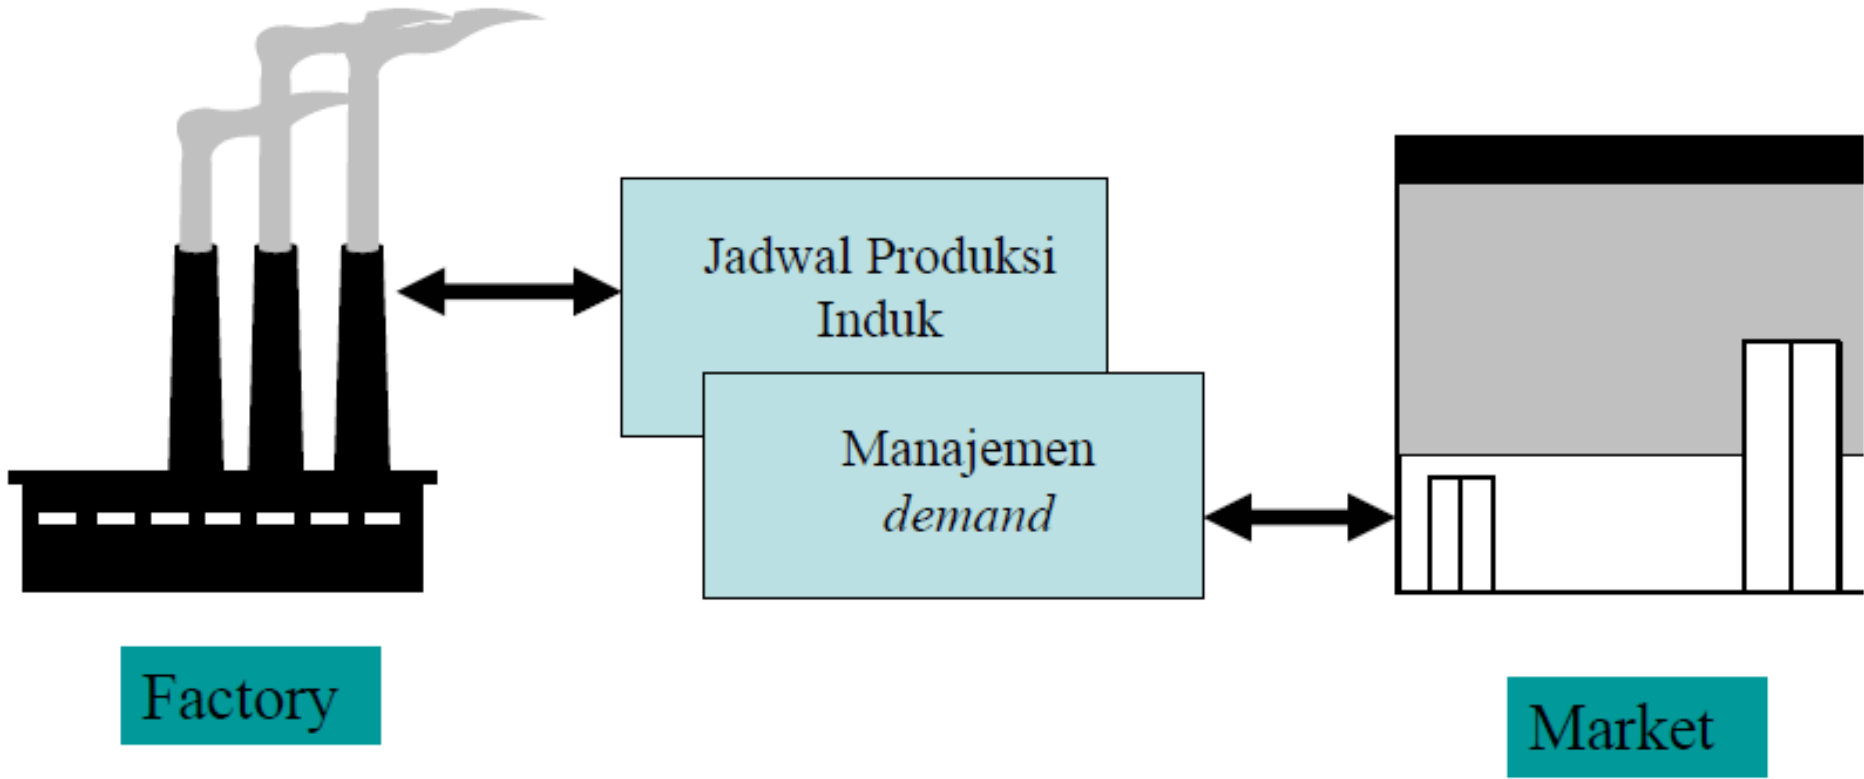 Jadwal Produksi
Induk
Manajemen
demand
Factory
Market